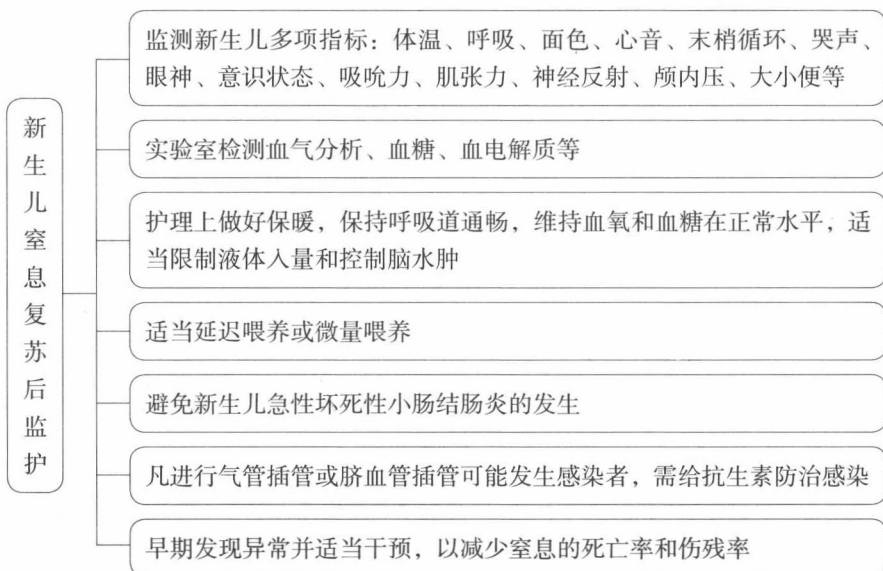 新生儿窒息复苏后监护
监测新生儿多项指标：体温、呼吸、面色、心音、末梢循环、哭声、
眼神、意识状态、吸吮力、肌张力、神经反射、颅内压、大小便等
实验室检测血气分析、血糖、血电解质等
护理上做好保暖，保持呼吸道通畅，维持血氧和血糖在正常水平，适
当限制液体入量和控制脑水肿
适当延迟喂养或微量喂养
避免新生儿急性坏死性小肠结肠炎的发生
凡进行气管插管或脐血管插管可能发生感染者，需给抗生素防治感染
早期发现异常并适当干预，以减少窒息的死亡率和伤残率